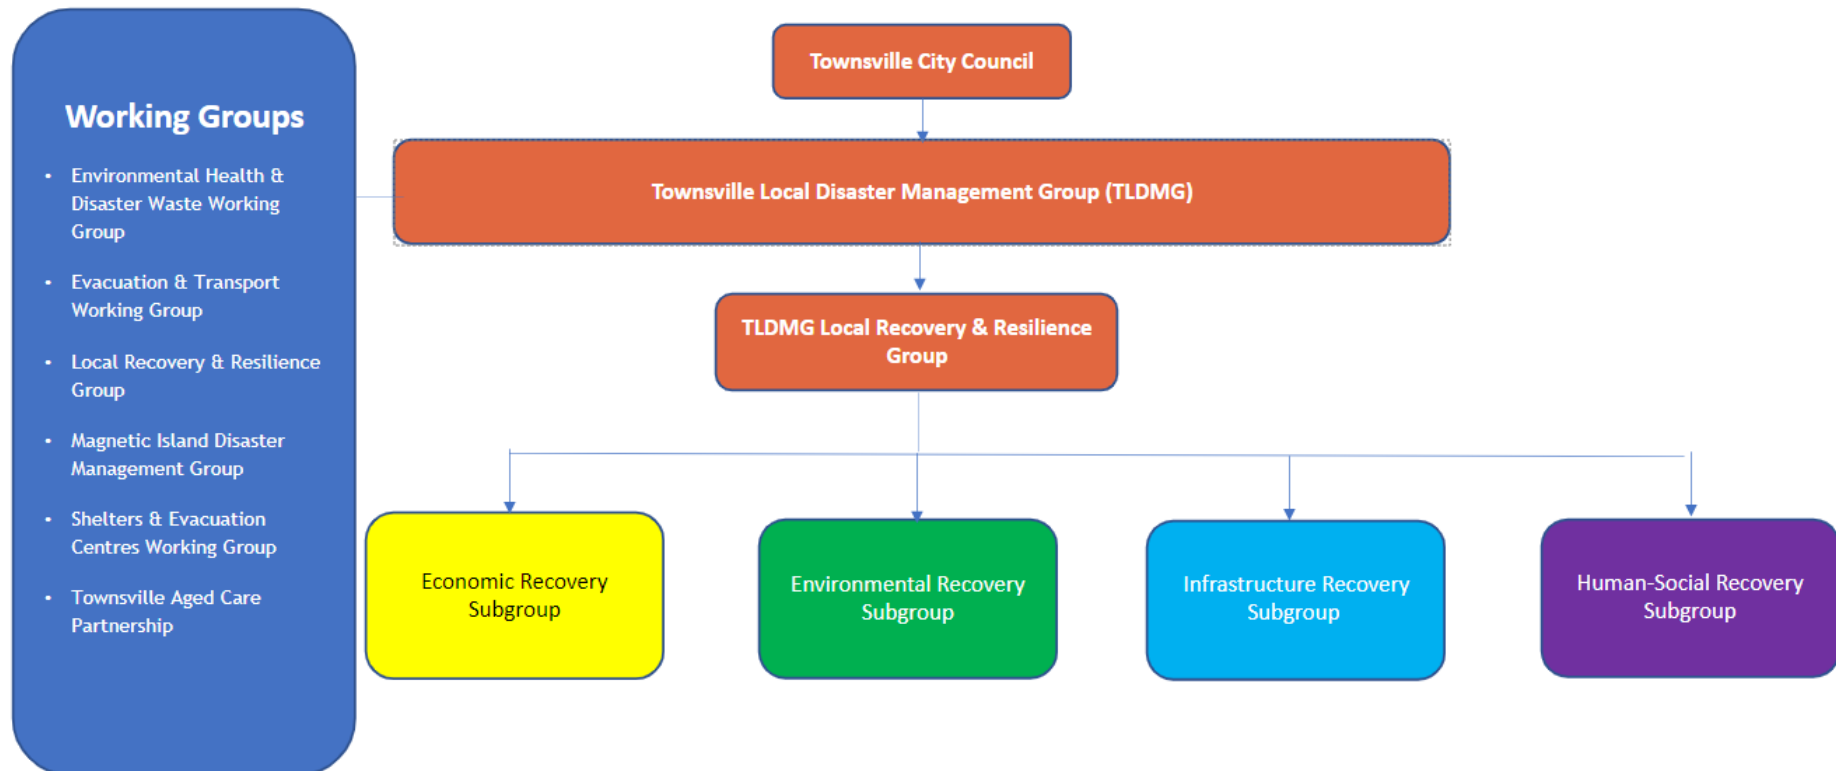 Working Groups
• Environmental Health &
Disaster Waste Working
Group
• Evacuation & Transport
Working Group
• Local Recovery & Resilience
Group
• Magnetic Island Disaster
Management Group
• Shelters & Evacuation
Centres Working Group
• Townsville Aged Care
Partnership
Townsville City Council
Townsville Local Disaster Management Group (TLDMG)
TLDMG Local Recovery & Resilience
Group
Economic Recovery
Subgroup
Environmental Recovery
Subgroup
Infrastructure Recovery
Subgroup
Human-Social Recovery
Subgroup